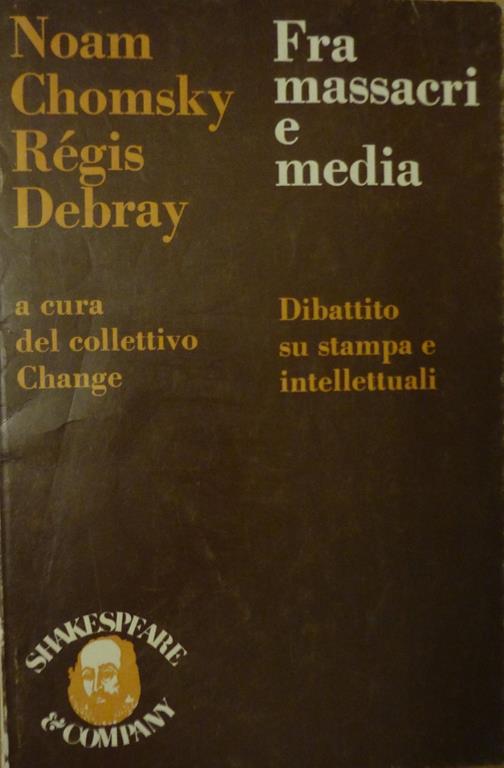 Noam
Chomsky
Régis
Debray
Fra
massacri
e
media
a cura
del collettivo
Change
Dibattito
su stampa e
intellettuali
SHAKESPEARE
& COMPANY